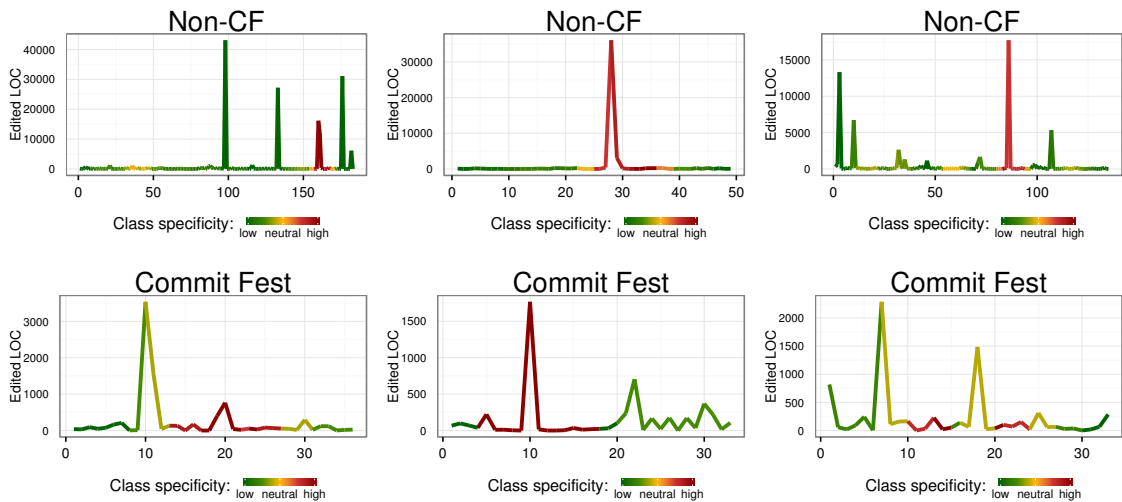 Non-CF
Edited LOC
40000
30000
20000
10000
0
0
50
100
150
Class specificity:
low neutral high
Non-CF
Edited LOC
30000
20000
10000
0
0
10
20
30
40
50
Class specificity:
low neutral high
Non-CF
Edited LOC
15000
10000
5000
0
0
50
100
Class specificity:
low neutral high
Commit Fest
Edited LOC
3000
2000
1000
0
0
10
20
30
Class specificity:
low neutral high
Commit Fest
Edited LOC
1500
1000
500
0
0
10
20
30
Class specificity:
low neutral high
Commit Fest
Edited LOC
2000
1500
1000
500
0
0
10
20
30
Class specificity:
low neutral high